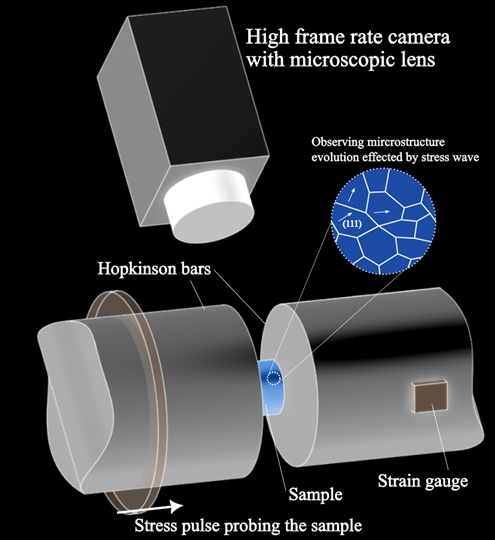 High frame rate camera
with microscopic lens
Observing mircrostructure
evolution effected by stress wave
(111)
Hopkinson bars
Strain gauge
Sample
Stress pulse probing the sample